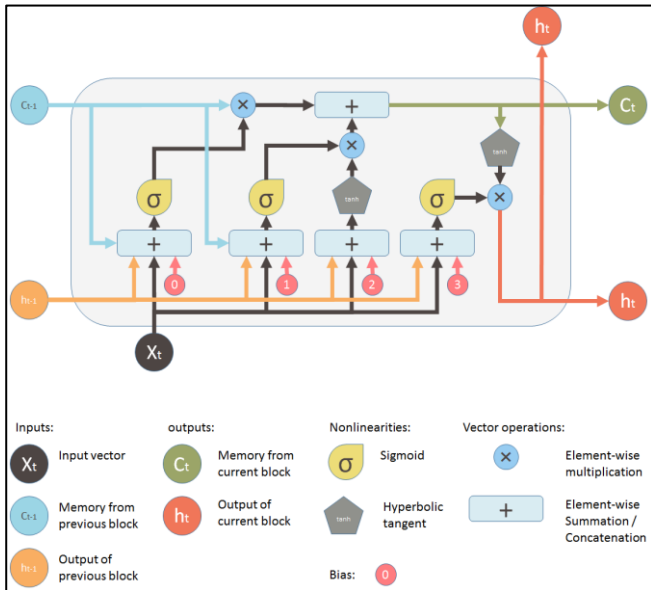 hₜ
Cₜ₋₁
×
+
Cₜ
×
tanh
σ
σ
tanh
σ
×
+
+
+
+
0
1
2
3
hₜ₋₁
hₜ
Xₜ
Inputs:
outputs:
Nonlinearities:
Vector operations:
Xₜ
Input vector
Cₜ
Memory from
current block
σ
Sigmoid
×
Element-wise
multiplication
Cₜ₋₁
Memory from
previous block
hₜ
Output of
current block
tanh
Hyperbolic
tangent
+
Element-wise
Summation /
Concatenation
hₜ₋₁
Output of
previous block
Bias:
0